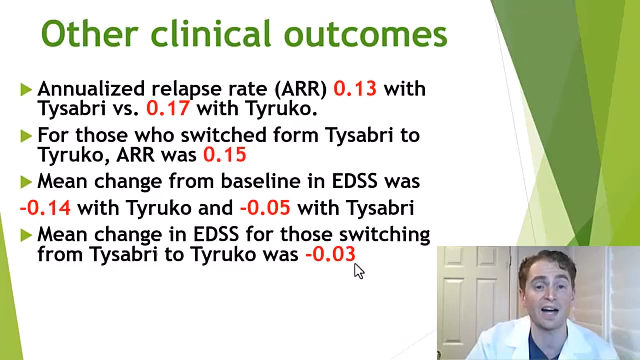 Other clinical outcomes
Annualized relapse rate (ARR) 0.13 with
Tysabri vs. 0.17 with Tyruko.
For those who switched form Tysabri to
Tyruko, ARR was 0.15
Mean change from baseline in EDSS was
-0.14 with Tyruko and -0.05 with Tysabri
Mean change in EDSS for those switching
from Tysabri to Tyruko was -0.03